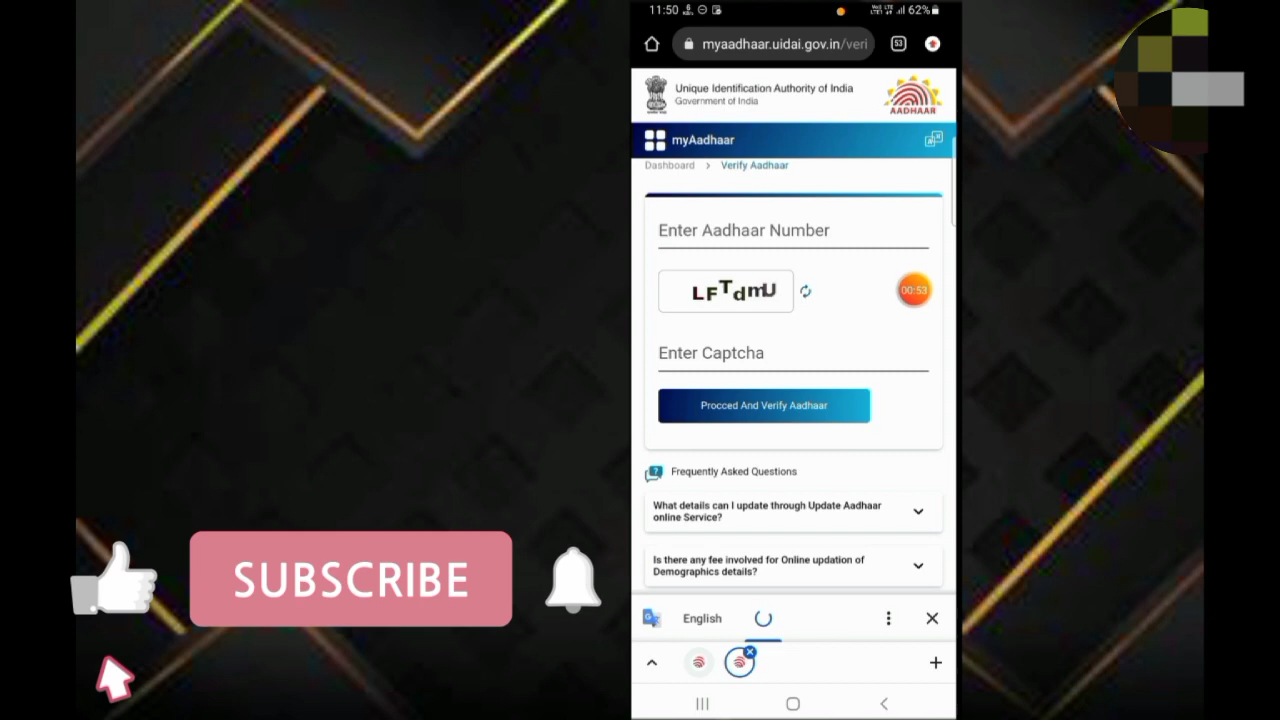 11:50
62%
myaadhaar.uidai.gov.in/veri
53
Unique Identification Authority of India
Government of India
AADHAAR
myAadhaar
Dashboard > Verify Aadhaar
Enter Aadhaar Number
LFTdmU
00:53
Enter Captcha
Procced And Verify Aadhaar
Frequently Asked Questions
What details can I update through Update Aadhaar
online Service?
Is there any fee involved for Online updation of
Demographics details?
SUBSCRIBE
English